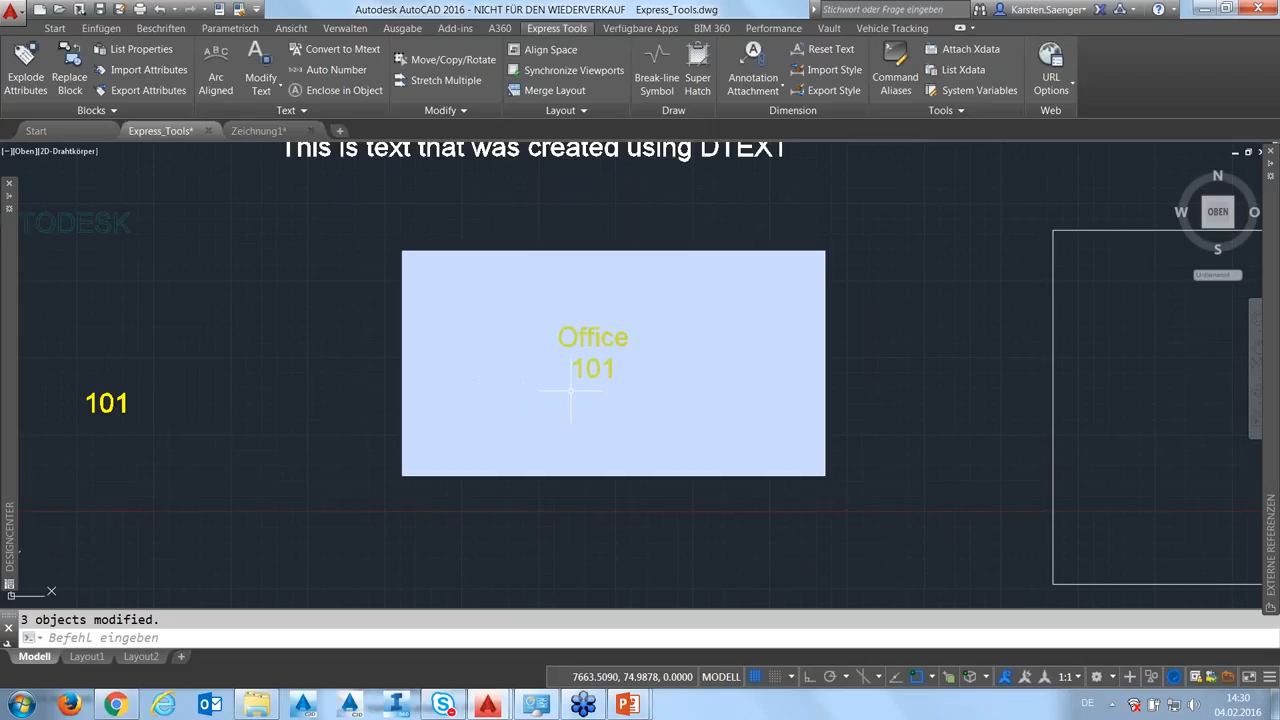 Autodesk AutoCAD 2016 - NICHT FÜR DEN WIEDERVERKAUF Express_Tools.dwg
Stichwort oder Frage eingeben
Karsten.Saenger
Start Einfügen Beschriften Parametrisch Ansicht Verwalten Ausgabe Add-ins A360 Express Tools Verfügbare Apps BIM 360 Performance Vault Vehicle Tracking
Explode Attributes
Replace Block
List Properties
Import Attributes
Export Attributes
Arc Aligned
Modify Text
Convert to Mtext
Auto Number
Enclose in Object
Move/Copy/Rotate
Stretch Multiple
Align Space
Synchronize Viewports
Merge Layout
Break-line Symbol
Super Hatch
Annotation Attachment
Reset Text
Import Style
Export Style
Command Aliases
Attach Xdata
List Xdata
System Variables
URL Options
Blocks Text Modify Layout Draw Dimension Tools Web
Start Express_Tools* Zeichnung1*
[−][Oben][2D-Drahtkörper]
This is text that was created using DTEXT
N
W OBEN O
S
Unbenannt
TODESK
Office
101
101
DESIGNCENTER
EXTERNE REFERENZEN
3 objects modified.
Befehl eingeben
Modell Layout1 Layout2
7663.5090, 74.9878, 0.0000 MODELL
1:1
DE
14:30
04.02.2016